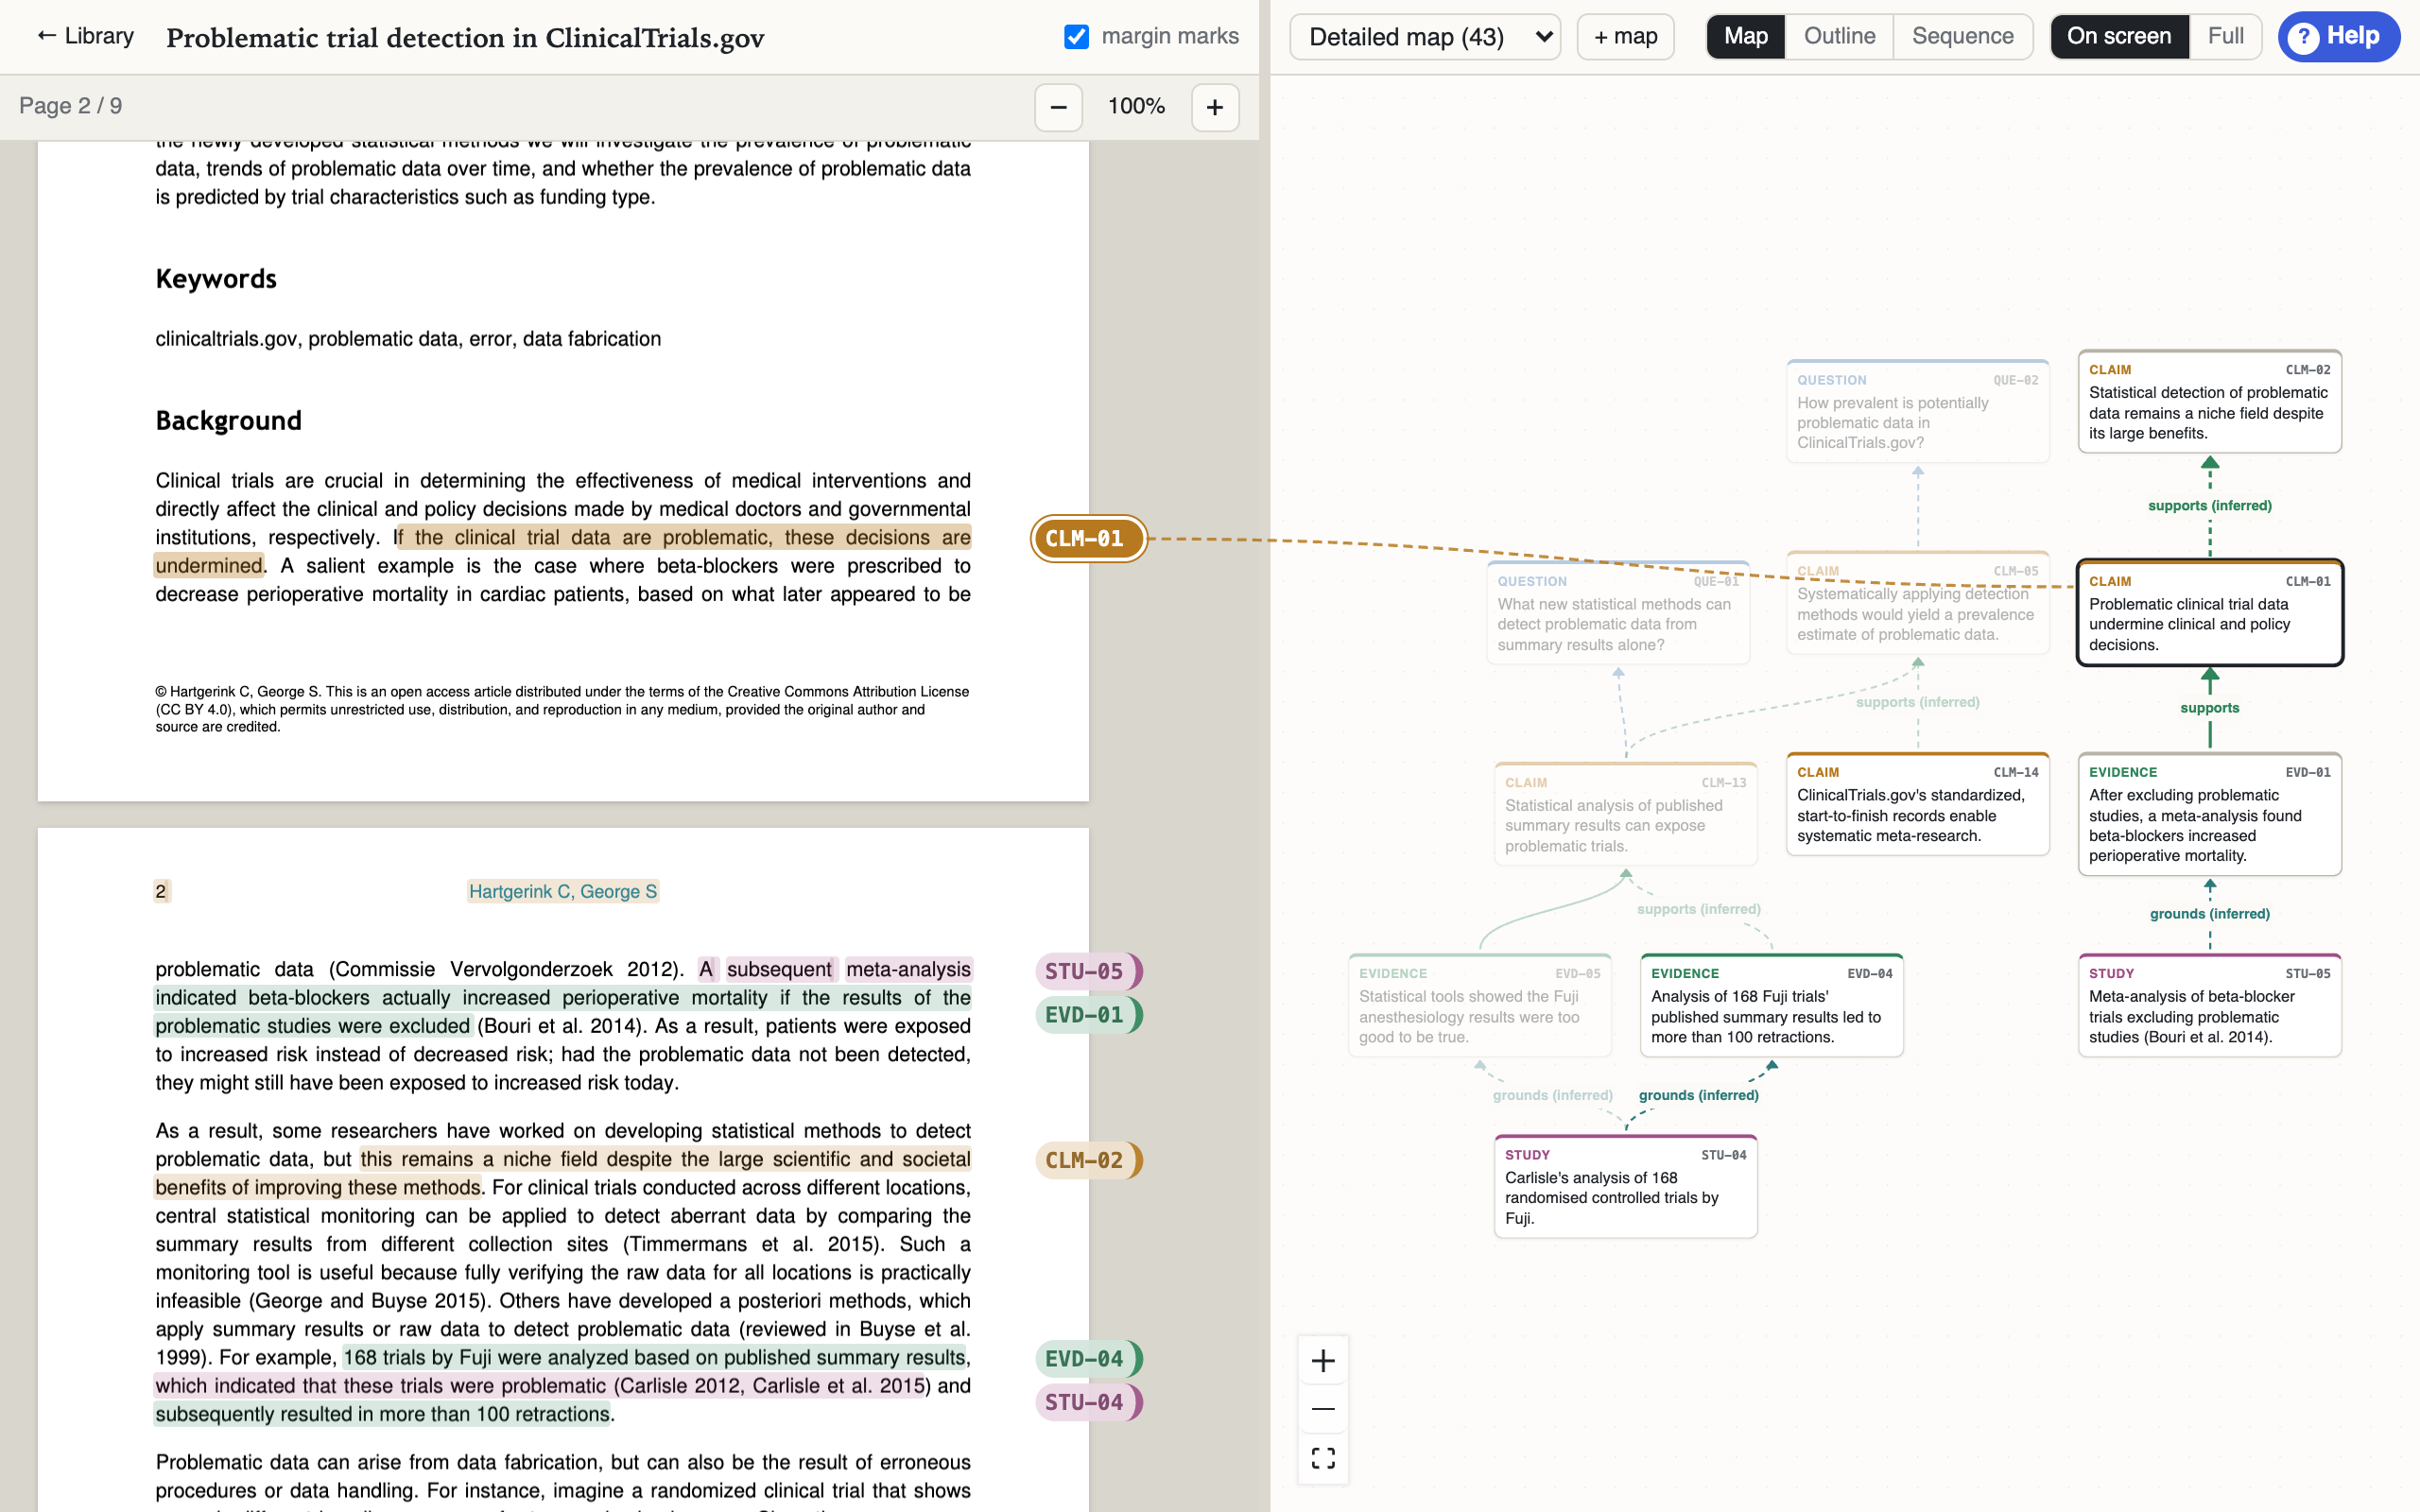 ← Library
Problematic trial detection in ClinicalTrials.gov
margin marks
Page 2 / 9
− 100% +
the newly developed statistical methods we will investigate the prevalence of problematic
data, trends of problematic data over time, and whether the prevalence of problematic data
is predicted by trial characteristics such as funding type.
Keywords
clinicaltrials.gov, problematic data, error, data fabrication
Background
Clinical trials are crucial in determining the effectiveness of medical interventions and
directly affect the clinical and policy decisions made by medical doctors and governmental
institutions, respectively. If the clinical trial data are problematic, these decisions are
undermined. A salient example is the case where beta-blockers were prescribed to
decrease perioperative mortality in cardiac patients, based on what later appeared to be
CLM-01
© Hartgerink C, George S. This is an open access article distributed under the terms of the Creative Commons Attribution License
(CC BY 4.0), which permits unrestricted use, distribution, and reproduction in any medium, provided the original author and
source are credited.
2
Hartgerink C, George S
problematic data (Commissie Vervolgonderzoek 2012). A subsequent meta-analysis
indicated beta-blockers actually increased perioperative mortality if the results of the
problematic studies were excluded (Bouri et al. 2014). As a result, patients were exposed
to increased risk instead of decreased risk; had the problematic data not been detected,
they might still have been exposed to increased risk today.
STU-05
EVD-01
As a result, some researchers have worked on developing statistical methods to detect
problematic data, but this remains a niche field despite the large scientific and societal
benefits of improving these methods. For clinical trials conducted across different locations,
central statistical monitoring can be applied to detect aberrant data by comparing the
summary results from different collection sites (Timmermans et al. 2015). Such a
monitoring tool is useful because fully verifying the raw data for all locations is practically
infeasible (George and Buyse 2015). Others have developed a posteriori methods, which
apply summary results or raw data to detect problematic data (reviewed in Buyse et al.
1999). For example, 168 trials by Fuji were analyzed based on published summary results,
which indicated that these trials were problematic (Carlisle 2012, Carlisle et al. 2015) and
subsequently resulted in more than 100 retractions.
CLM-02
EVD-04
STU-04
Problematic data can arise from data fabrication, but can also be the result of erroneous
procedures or data handling. For instance, imagine a randomized clinical trial that shows
Detailed map (43)
+ map
Map
Outline
Sequence
On screen
Full
? Help
QUESTION QUE-02
How prevalent is potentially
problematic data in
ClinicalTrials.gov?
CLAIM CLM-02
Statistical detection of problematic
data remains a niche field despite
its large benefits.
supports (inferred)
QUESTION QUE-01
What new statistical methods can
detect problematic data from
summary results alone?
CLAIM CLM-05
Systematically applying detection
methods would yield a prevalence
estimate of problematic data.
CLAIM CLM-01
Problematic clinical trial data
undermine clinical and policy
decisions.
supports (inferred)
supports
CLAIM CLM-13
Statistical analysis of published
summary results can expose
problematic trials.
CLAIM CLM-14
ClinicalTrials.gov's standardized,
start-to-finish records enable
systematic meta-research.
EVIDENCE EVD-01
After excluding problematic
studies, a meta-analysis found
beta-blockers increased
perioperative mortality.
supports (inferred)
grounds (inferred)
EVIDENCE EVD-05
Statistical tools showed the Fuji
anesthesiology results were too
good to be true.
EVIDENCE EVD-04
Analysis of 168 Fuji trials'
published summary results led to
more than 100 retractions.
STUDY STU-05
Meta-analysis of beta-blocker
trials excluding problematic
studies (Bouri et al. 2014).
grounds (inferred)
grounds (inferred)
STUDY STU-04
Carlisle's analysis of 168
randomised controlled trials by
Fuji.